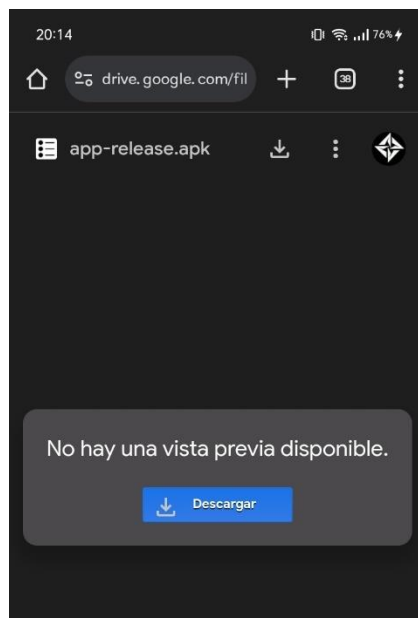 20:14 76%
drive.google.com/fil 38
app-release.apk
No hay una vista previa disponible.
Descargar